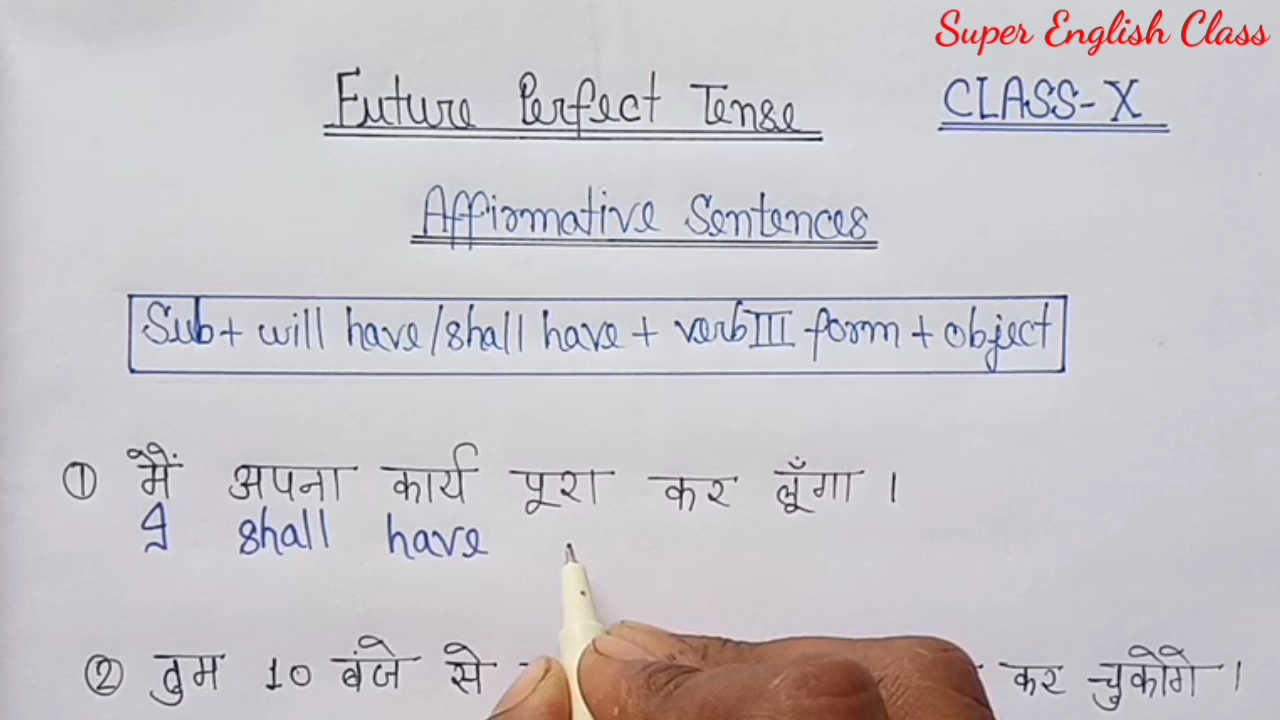 Super English Class
Future Perfect Tense CLASS-X
Affirmative Sentences
Sub + will have/shall have + verb III form + object
① मैं अपना कार्य पूरा कर लूँगा ।
I shall have
② तुम 10 बजे से कर चुकोगे ।